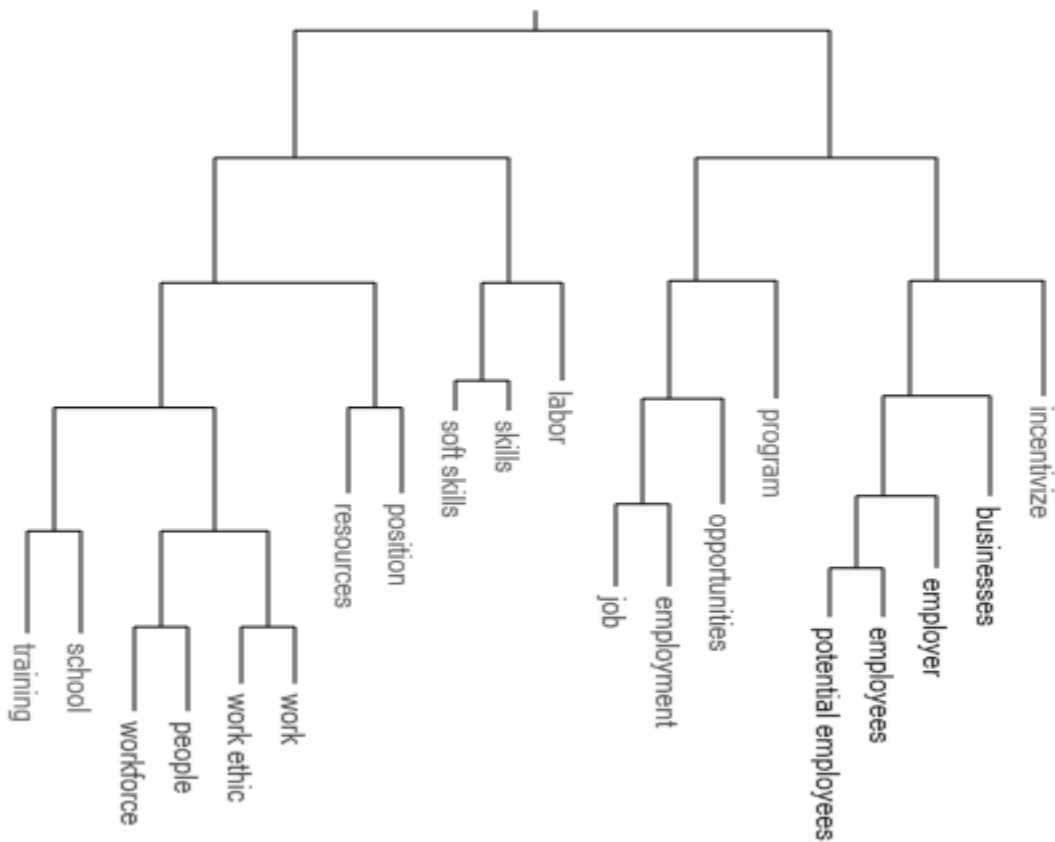 training
school
workforce
people
work ethic
work
resources
position
soft skills
skills
labor
job
employment
opportunities
program
potential employees
employees
employer
businesses
incentivize